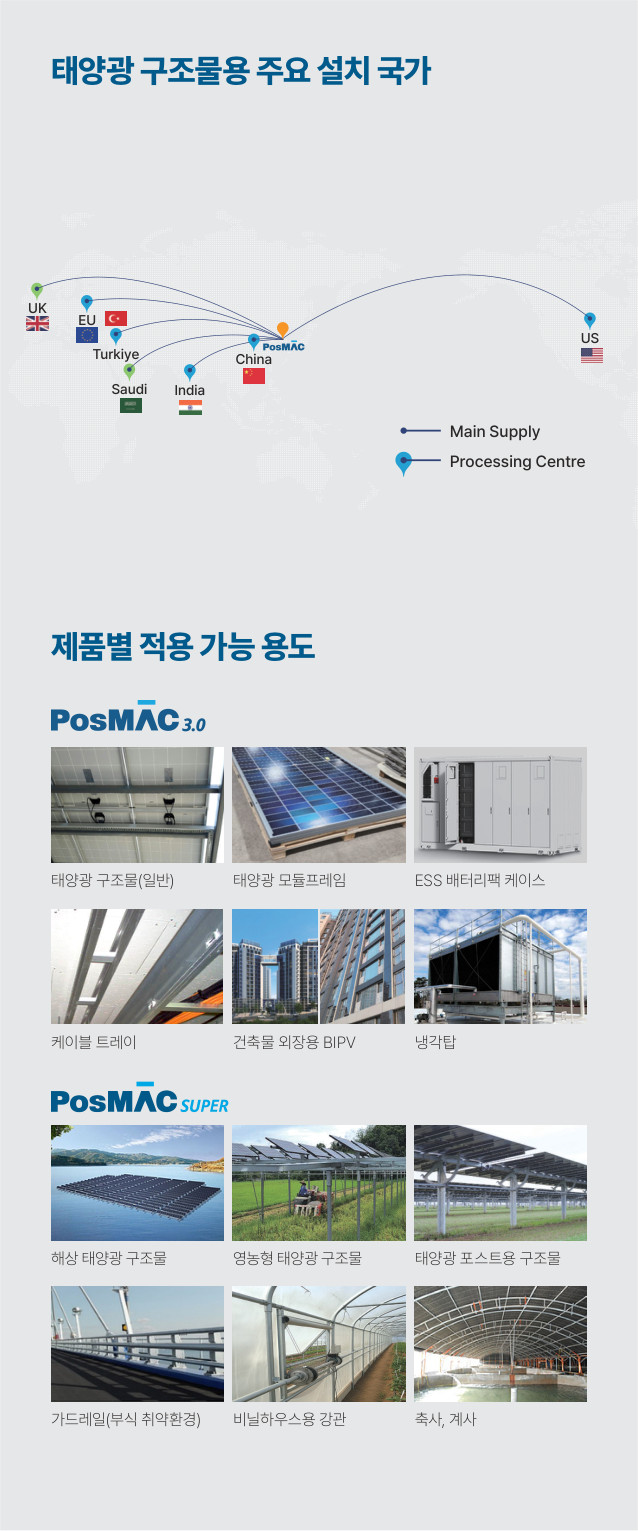 태양광 구조물용 주요 설치 국가
UK
EU
Turkiye
Saudi
India
China
PosMAC
US
Main Supply
Processing Centre
제품별 적용 가능 용도
PosMAC 3.0
태양광 구조물(일반)
태양광 모듈프레임
ESS 배터리팩 케이스
케이블 트레이
건축물 외장용 BIPV
냉각탑
PosMAC SUPER
해상 태양광 구조물
영농형 태양광 구조물
태양광 포스트용 구조물
가드레일(부식 취약환경)
비닐하우스용 강관
축사, 계사